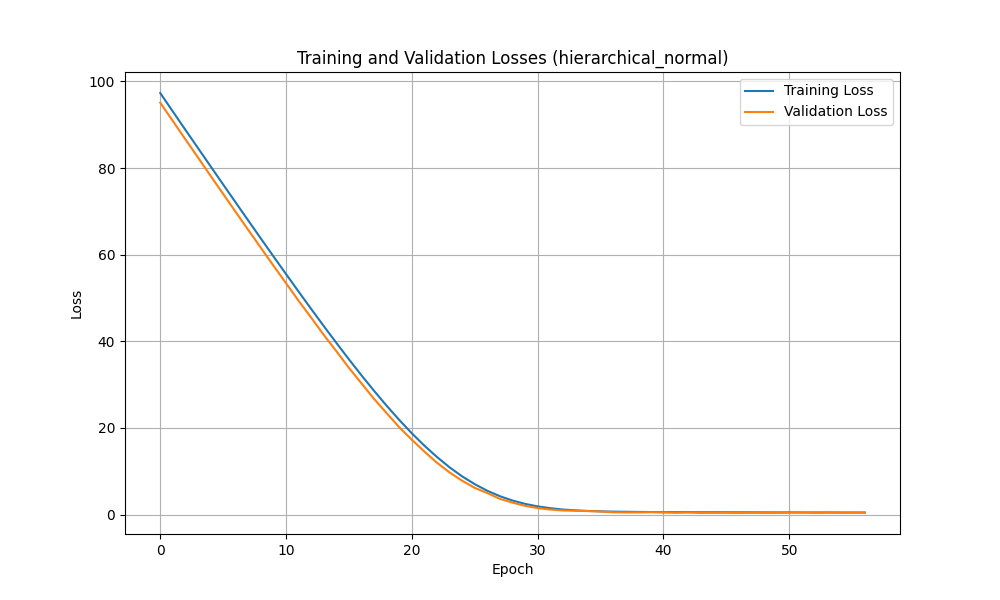 Training and Validation Losses (hierarchical_normal)
Training Loss
Validation Loss
Loss
100
80
60
40
20
0
0 10 20 30 40 50
Epoch